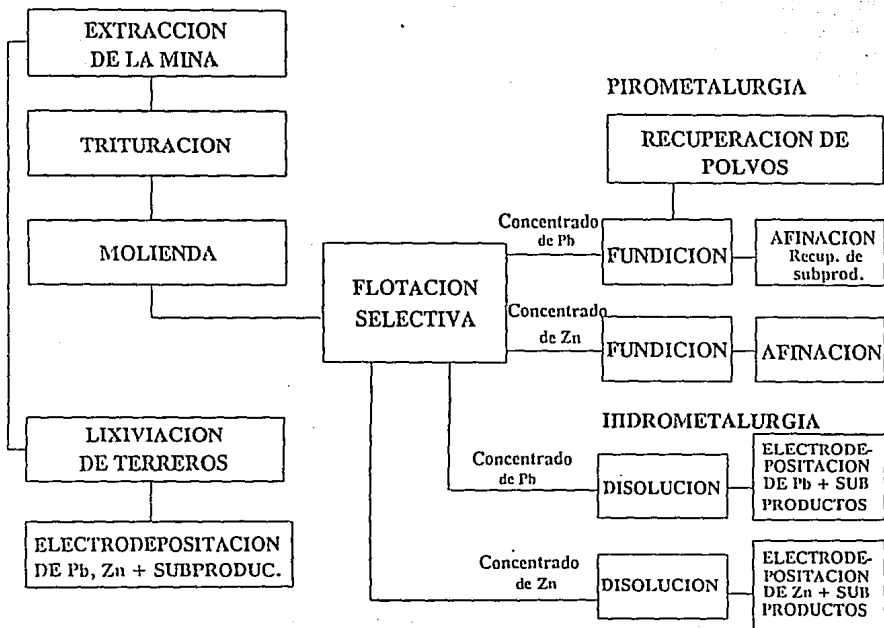 EXTRACCION
DE LA MINA
TRITURACION
MOLIENDA
LIXIVIACION
DE TERREROS
ELECTRODEPOSITACION
DE Pb, Zn + SUBPRODUC.
FLOTACION
SELECTIVA
PIROMETALURGIA
RECUPERACION DE
POLVOS
Concentrado
de Pb
FUNDICION
AFINACION
Recup. de
subprod.
Concentrado
de Zn
FUNDICION
AFINACION
HIDROMETALURGIA
Concentrado
de Pb
DISOLUCION
ELECTRODE-
POSITACION
DE Pb + SUB
PRODUCTOS
Concentrado
de Zn
DISOLUCION
ELECTRODE-
POSITACION
DE Zn + SUB
PRODUCTOS